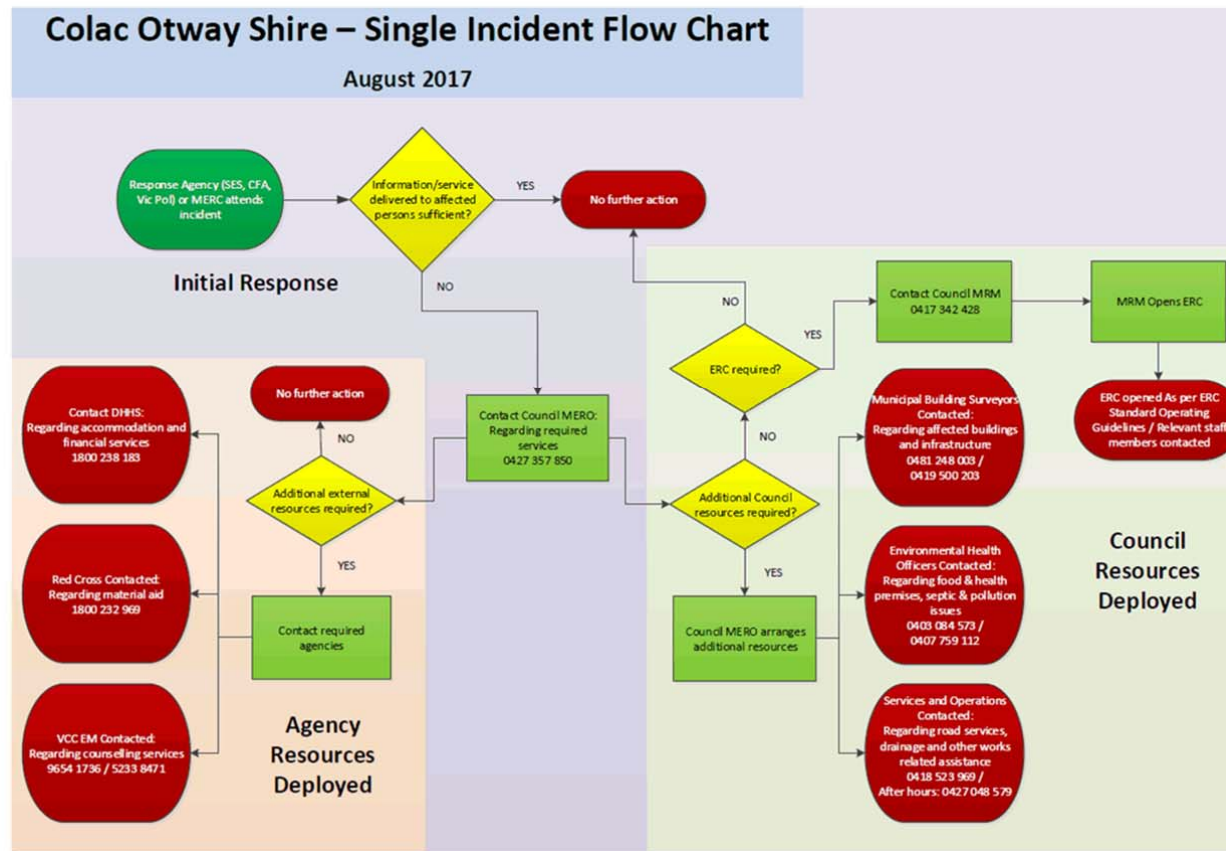 Colac Otway Shire – Single Incident Flow Chart
August 2017
Response Agency (SES, CFA,
Vic Pol) or MERC attends
incident
Information/service
delivered to affected
persons sufficient?
YES
No further action
NO
Initial Response
Contact Council MERO:
Regarding required
services
0427 357 850
No further action
NO
Additional external
resources required?
YES
Contact required
agencies
Contact DHHS:
Regarding accommodation and
financial services
1800 238 183
Red Cross Contacted:
Regarding material aid
1800 232 969
VCC EM Contacted:
Regarding counselling services
9654 1736 / 5233 8471
Agency
Resources
Deployed
Additional Council
resources required?
NO
ERC required?
NO
YES
Contact Council MRM
0417 342 428
MRM Opens ERC
ERC opened As per ERC
Standard Operating
Guidelines / Relevant staff
members contacted
YES
Council MERO arranges
additional resources
Municipal Building Surveyors
Contacted:
Regarding affected buildings
and infrastructure
0481 248 003 /
0419 500 203
Environmental Health
Officers Contacted:
Regarding food & health
premises, septic & pollution
issues
0403 084 573 /
0407 759 112
Services and Operations
Contacted:
Regarding road services,
drainage and other works
related assistance
0418 523 969 /
After hours: 0427 048 579
Council
Resources
Deployed